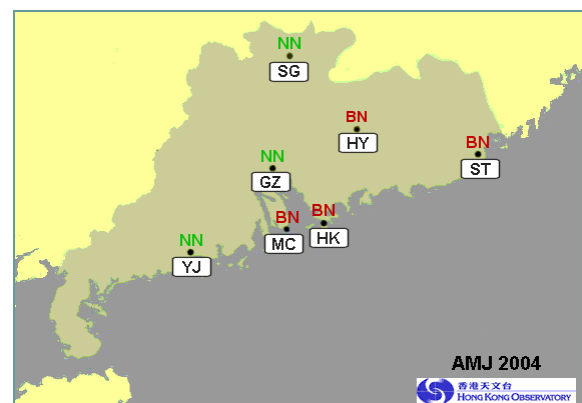 NN
SG
BN
HY
BN
ST
NN
GZ
BN
MC
BN
HK
NN
YJ
AMJ 2004
香港天文台
HONG KONG OBSERVATORY